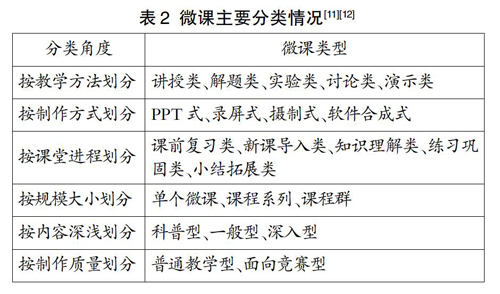 表2 微课主要分类情况[11][12]
分类角度 微课类型
按教学方法划分 讲授类、解题类、实验类、讨论类、演示类
按制作方式划分 PPT式、录屏式、摄制式、软件合成式
按课堂进程划分 课前复习类、新课导入类、知识理解类、练习巩
固类、小结拓展类
按规模大小划分 单个微课、课程系列、课程群
按内容深浅划分 科普型、一般型、深入型
按制作质量划分 普通教学型、面向竞赛型